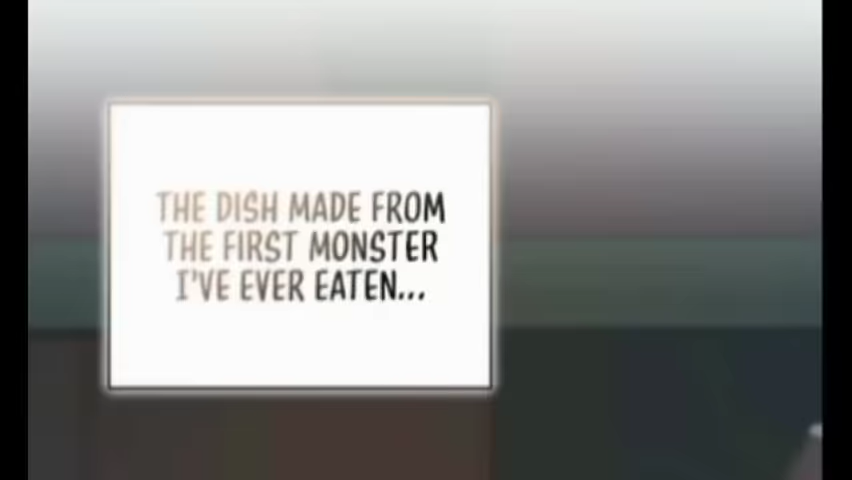 THE DISH MADE FROM
THE FIRST MONSTER
I'VE EVER EATEN...